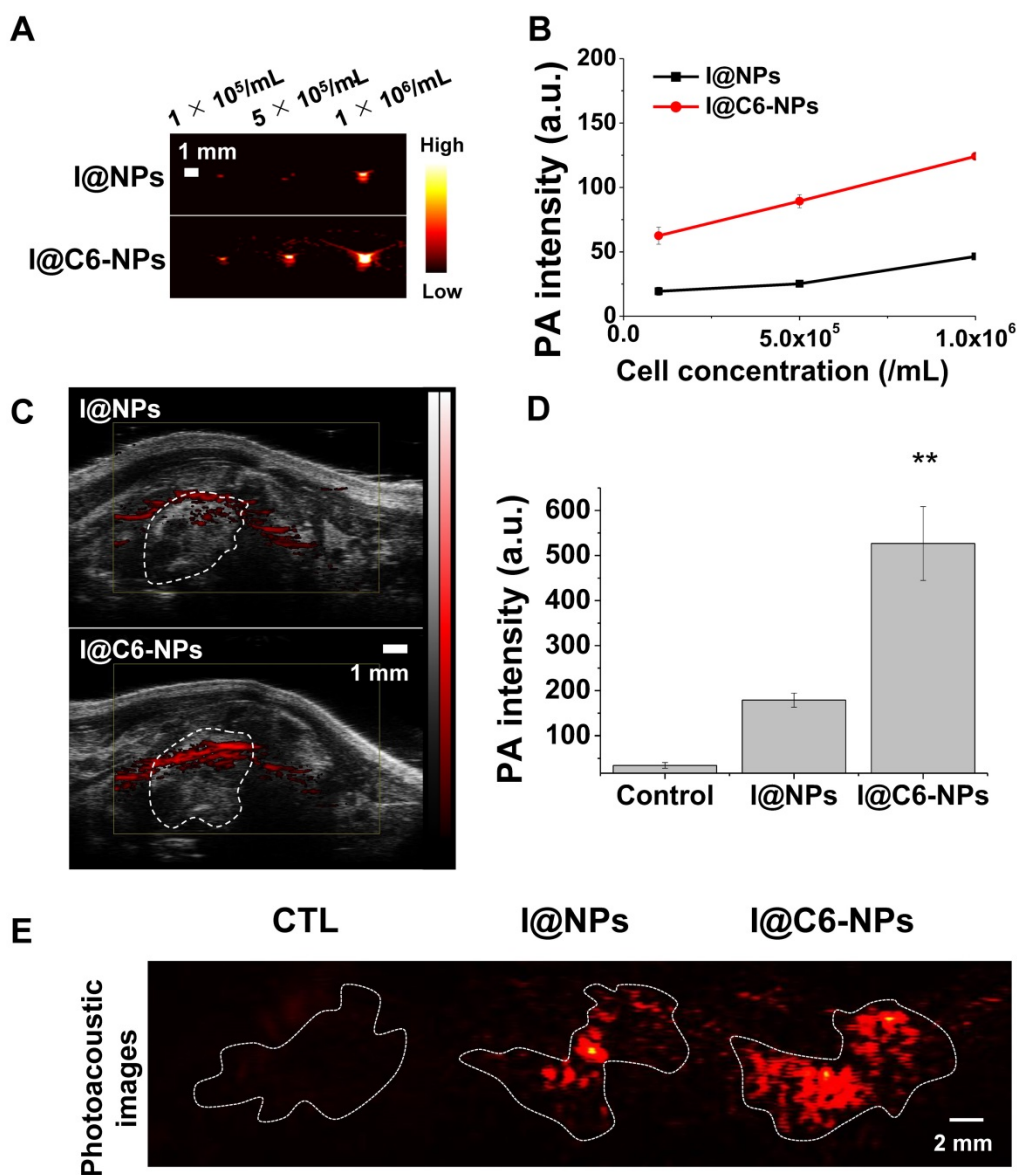 A
1 × 10⁵/mL
5 × 10⁵/mL
1 × 10⁶/mL
I@NPs
I@C6-NPs
1 mm
High
Low
B
PA intensity (a.u.)
200
150
100
50
0
0.0
5.0x10⁵
1.0x10⁶
Cell concentration (/mL)
I@NPs
I@C6-NPs
C
I@NPs
I@C6-NPs
1 mm
D
PA intensity (a.u.)
600
500
400
300
200
100
**
Control
I@NPs
I@C6-NPs
E
CTL
I@NPs
I@C6-NPs
Photoacoustic
images
2 mm